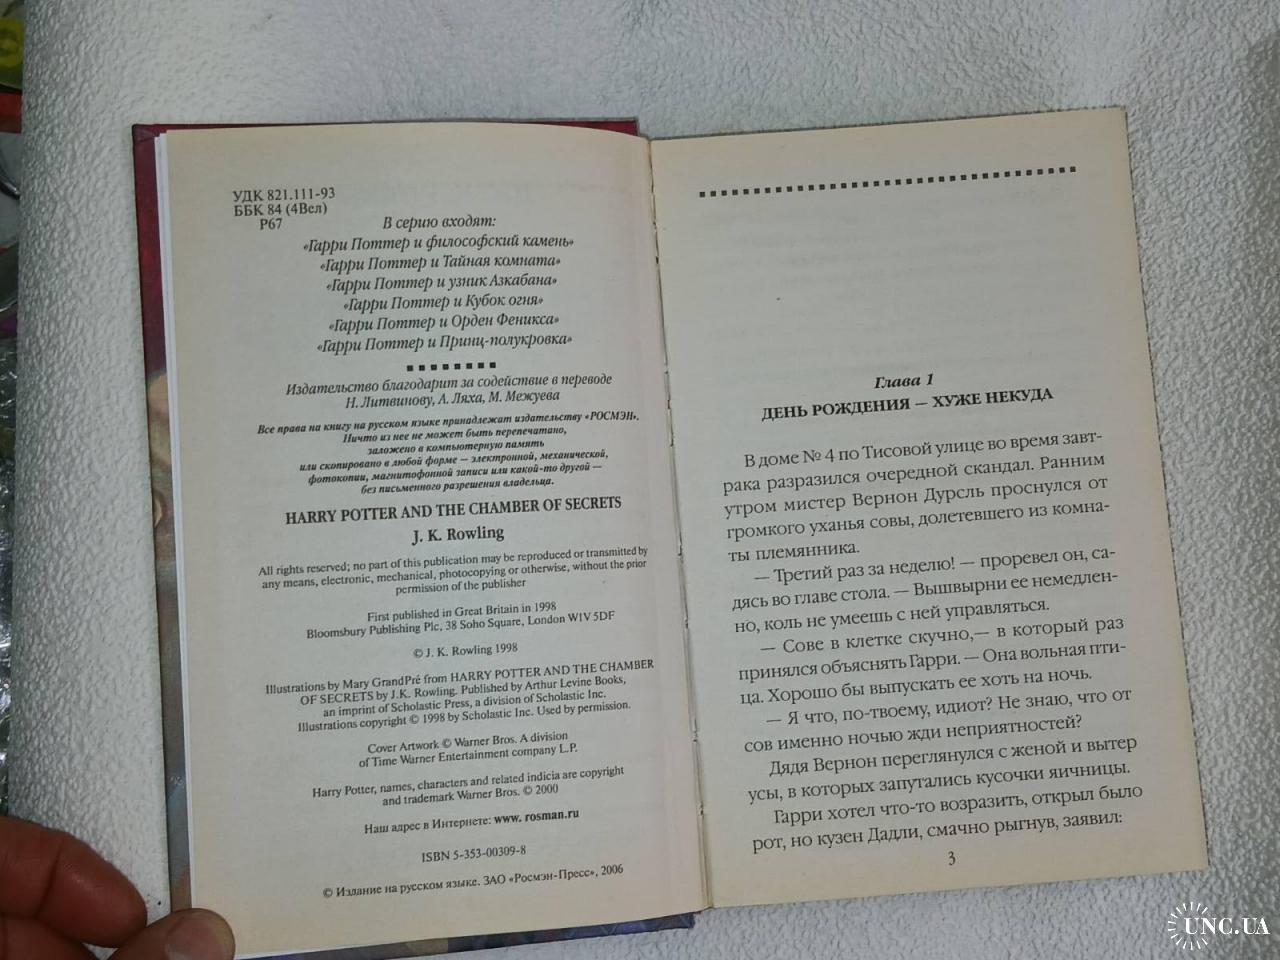 УДК 821.111-93
ББК 84 (4Вел)
Р67
В серию входят:
«Гарри Поттер и философский камень»
«Гарри Поттер и Тайная комната»
«Гарри Поттер и узник Азкабана»
«Гарри Поттер и Кубок огня»
«Гарри Поттер и Орден Феникса»
«Гарри Поттер и Принц-полукровка»
Издательство благодарит за содействие в переводе
Н. Литвинову, А. Ляха, М. Межуева
Все права на книгу на русском языке принадлежат издательству «РОСМЭН».
Ничто из нее не может быть перепечатано,
заложено в компьютерную память
или скопировано в любой форме — электронной, механической,
фотокопии, магнитофонной записи или какой-то другой —
без письменного разрешения владельца.
HARRY POTTER AND THE CHAMBER OF SECRETS
J. K. Rowling
All rights reserved; no part of this publication may be reproduced or transmitted by
any means, electronic, mechanical, photocopying or otherwise, without the prior
permission of the publisher
First published in Great Britain in 1998
Bloomsbury Publishing Plc, 38 Soho Square, London W1V 5DF
© J. K. Rowling 1998
Illustrations by Mary GrandPré from HARRY POTTER AND THE CHAMBER
OF SECRETS by J.K. Rowling. Published by Arthur Levine Books,
an imprint of Scholastic Press, a division of Scholastic Inc.
Illustrations copyright © 1998 by Scholastic Inc. Used by permission.
Cover Artwork © Warner Bros. A division
of Time Warner Entertainment company L.P.
Harry Potter, names, characters and related indicia are copyright
and trademark Warner Bros. © 2000
Наш адрес в Интернете: www. rosman.ru
ISBN 5-353-00309-8
© Издание на русском языке. ЗАО «Росмэн-Пресс», 2006
Глава 1
ДЕНЬ РОЖДЕНИЯ — ХУЖЕ НЕКУДА
В доме № 4 по Тисовой улице во время завт-
рака разразился очередной скандал. Ранним
утром мистер Вернон Дурсль проснулся от
громкого уханья совы, долетевшего из комна-
ты племянника.
— Третий раз за неделю! — проревел он, са-
дясь во главе стола. — Вышвырни ее немедлен-
но, коль не умеешь с ней управляться.
— Сове в клетке скучно,— в который раз
принялся объяснять Гарри. — Она вольная пти-
ца. Хорошо бы выпускать ее хоть на ночь.
— Я что, по-твоему, идиот? Не знаю, что от
сов именно ночью жди неприятностей?
Дядя Вернон переглянулся с женой и вытер
усы, в которых запутались кусочки яичницы.
Гарри хотел что-то возразить, открыл было
рот, но кузен Дадли, смачно рыгнув, заявил:
3
UNC.UA